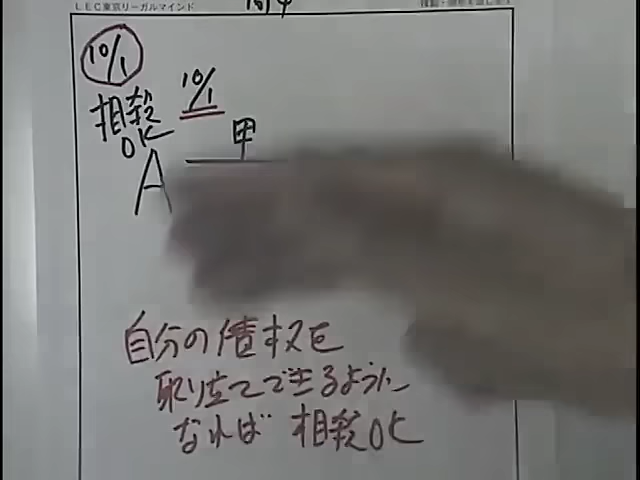 LEC東京リーガルマインド
10/1
相殺
OK
10/1
甲
A
自分の債权を
取り立てできるように
なれば 相殺OK